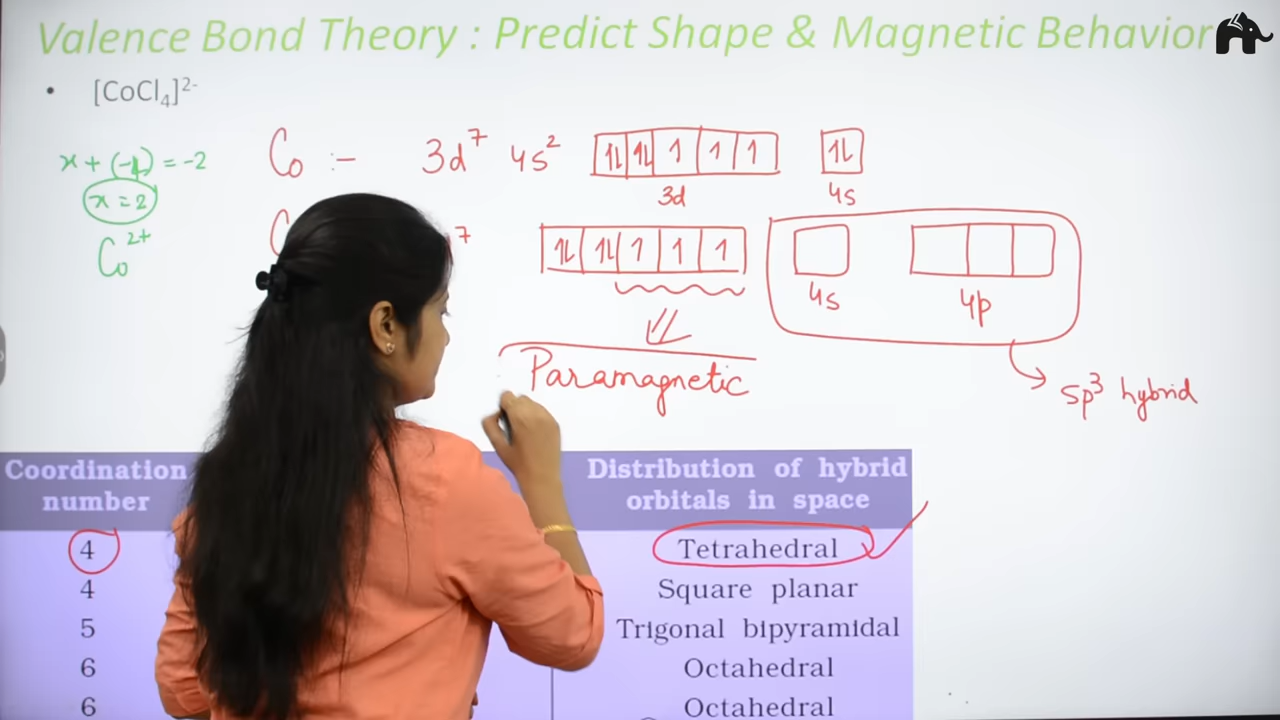 Valence Bond Theory : Predict Shape & Magnetic Behavior
• [CoCl₄]²⁻
x + (-4) = -2
x = 2
Co²⁺
Co :- 3d⁷ 4s² 1L 1L 1 1 1 1L
3d 4s
⁷ 1L 1L 1 1 1
4s 4p
Paramagnetic
sp³ hybrid
Coordination number
Distribution of hybrid orbitals in space
4 Tetrahedral
4 Square planar
5 Trigonal bipyramidal
6 Octahedral
6 Octahedral